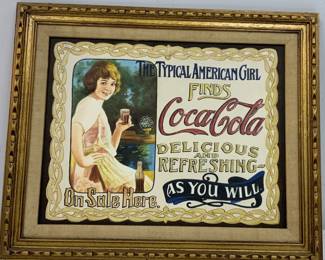 THE TYPICAL AMERICAN GIRL
FINDS
Coca-Cola
DELICIOUS
AND
REFRESHING-
AS YOU WILL.
On Sale Here.